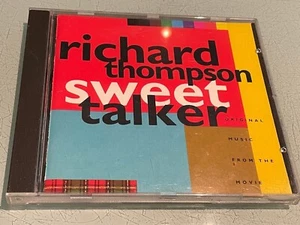 richard
thompson
sweet
talker
ORIGINAL
MUSIC
FROM THE
MOVIE